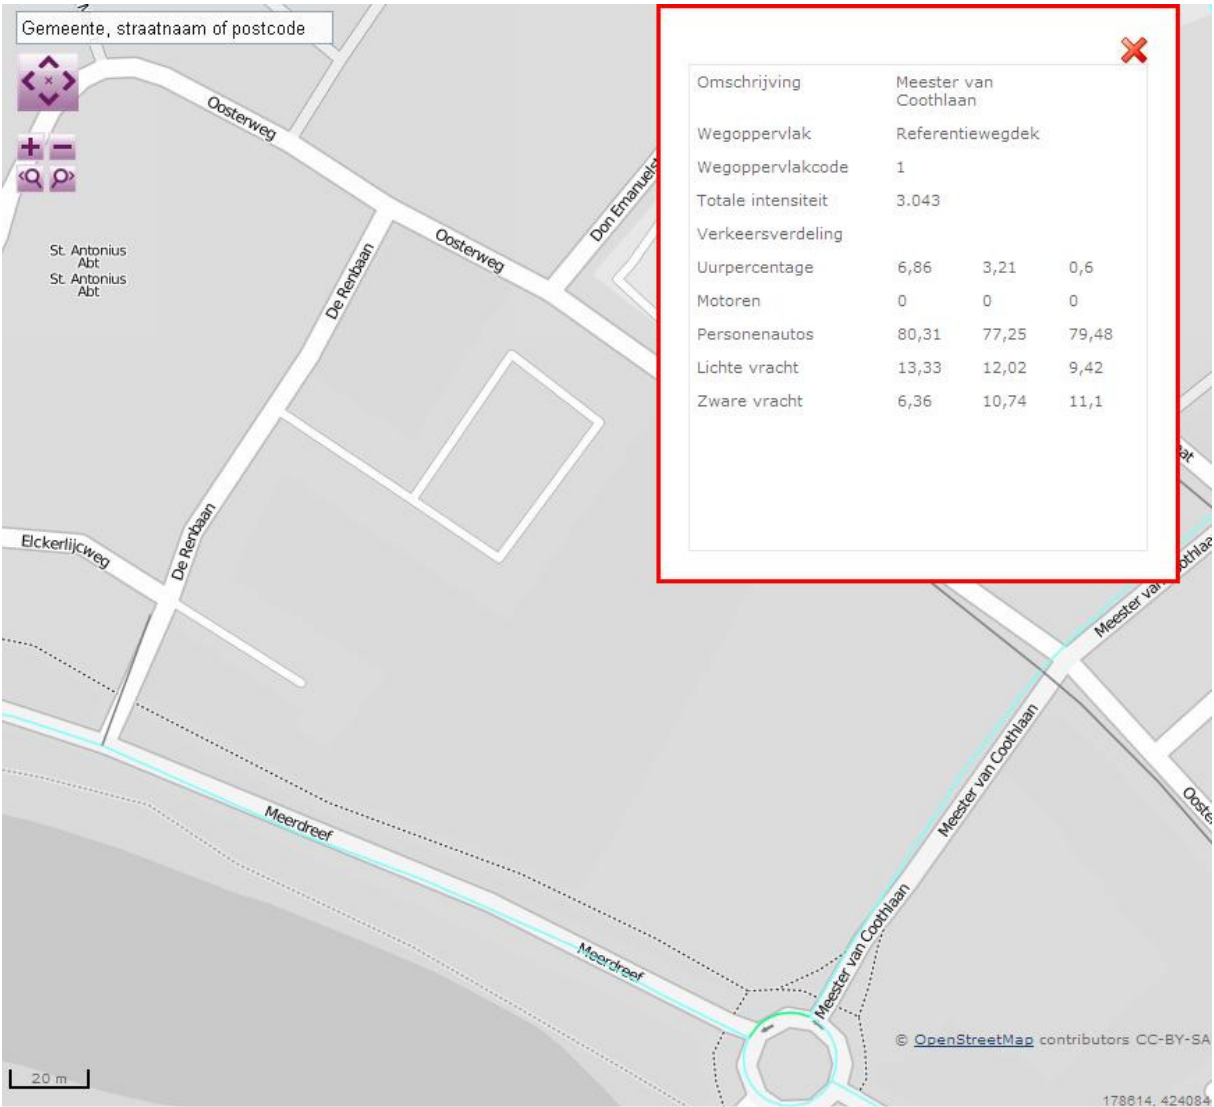 Gemeente, straatnaam of postcode
Oosterweg
Don Emanuelst
Oosterweg
St. Antonius
Abt
St. Antonius
Abt
De Renbaan
Omschrijving Meester van
Coothlaan
Wegoppervlak Referentiewegdek
Wegoppervlakcode 1
Totale intensiteit 3.043
Verkeersverdeling
Uurpercentage 6,86 3,21 0,6
Motoren 0 0 0
Personenautos 80,31 77,25 79,48
Lichte vracht 13,33 12,02 9,42
Zware vracht 6,36 10,74 11,1
De Renbaan
Elckerlijcweg
Meester van Coothlaa
Meester van Coothlaan
Ooste
Meerdreef
Meester van Coothlaan
Meerdreef
© OpenStreetMap contributors CC-BY-SA
20 m
178614, 424084